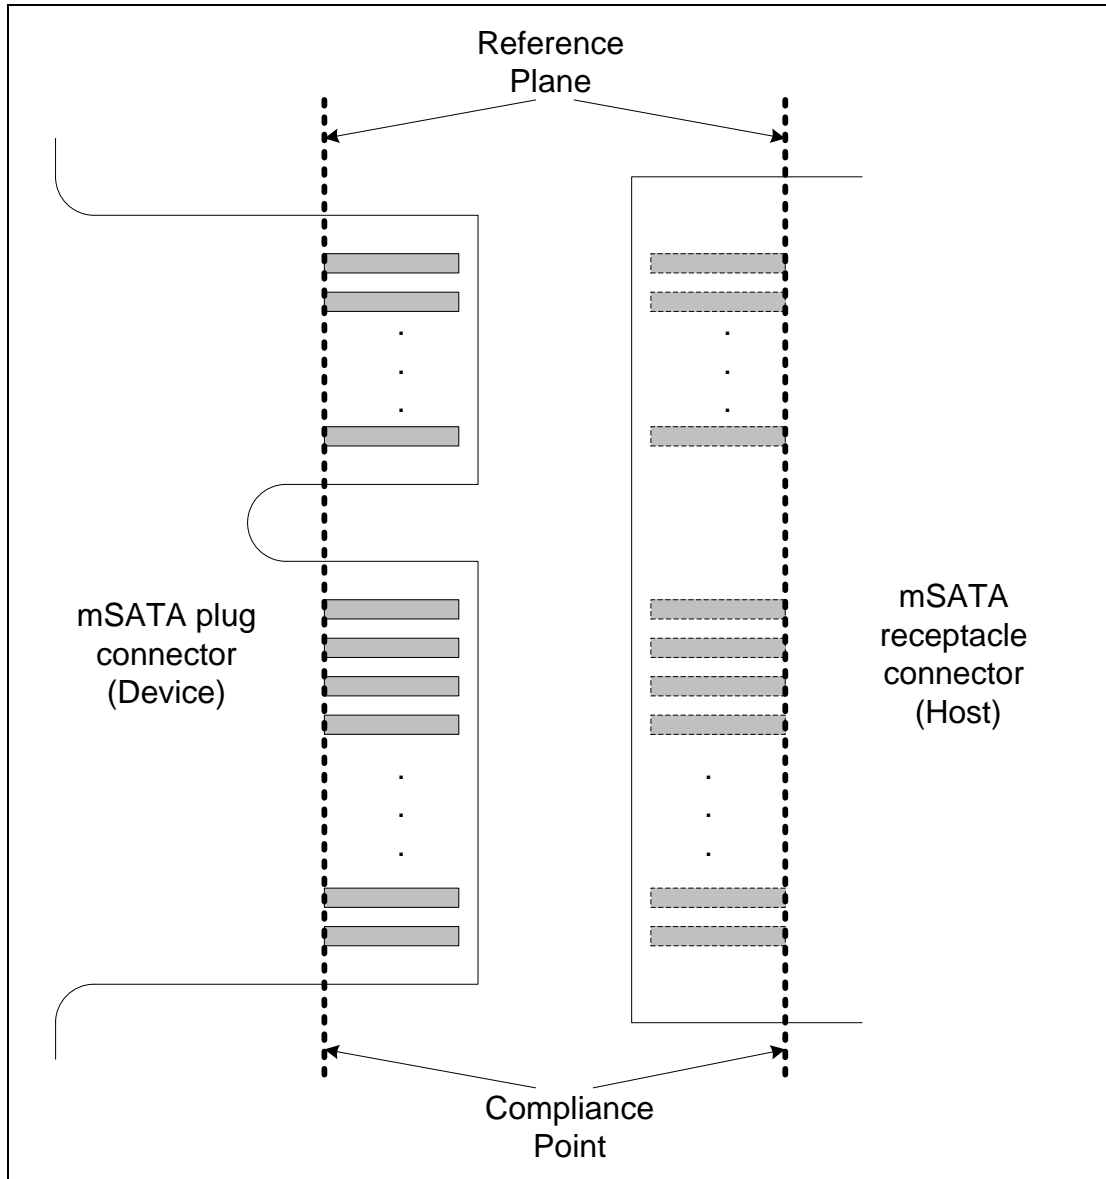 Reference
Plane
mSATA plug
connector
(Device)
mSATA
receptacle
connector
(Host)
Compliance
Point